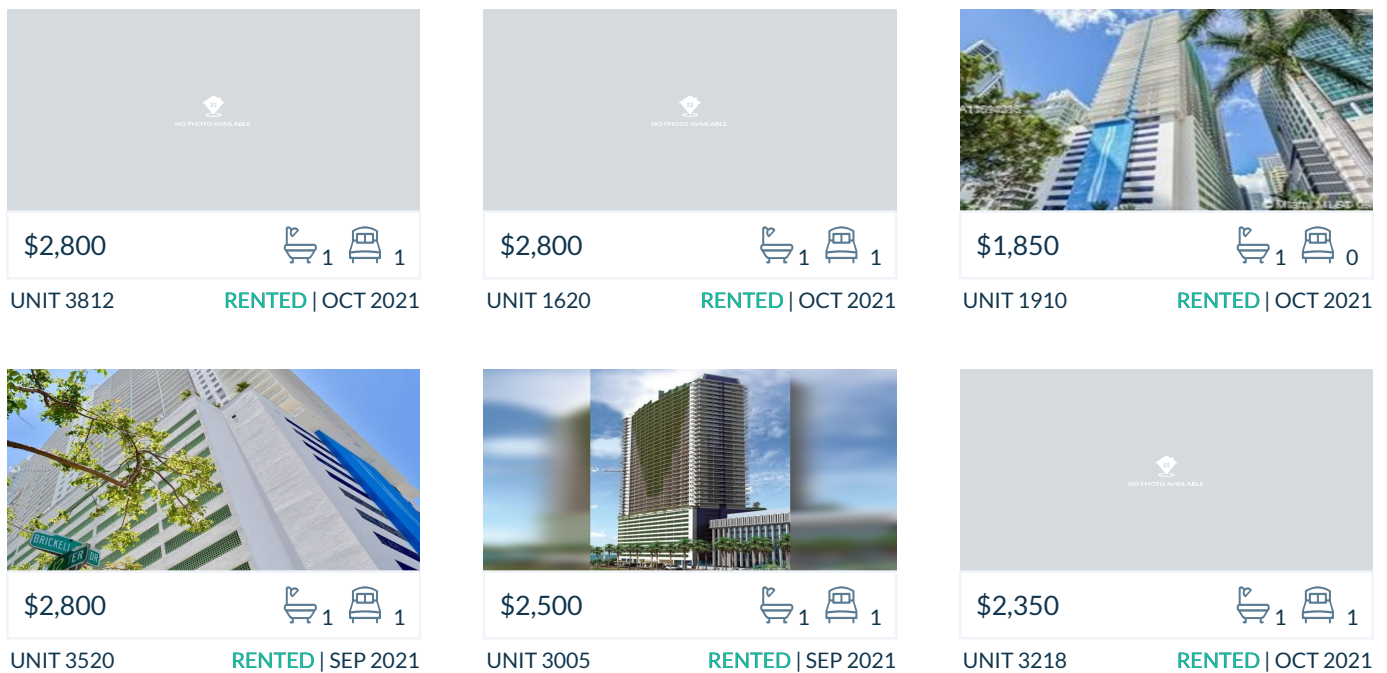 NO PHOTO AVAILABLE
$2,800 1 1
UNIT 3812 RENTED | OCT 2021
NO PHOTO AVAILABLE
$2,800 1 1
UNIT 1620 RENTED | OCT 2021
$1,850 1 0
UNIT 1910 RENTED | OCT 2021
BRICKELL
ER DR
$2,800 1 1
UNIT 3520 RENTED | SEP 2021
$2,500 1 1
UNIT 3005 RENTED | SEP 2021
NO PHOTO AVAILABLE
$2,350 1 1
UNIT 3218 RENTED | OCT 2021